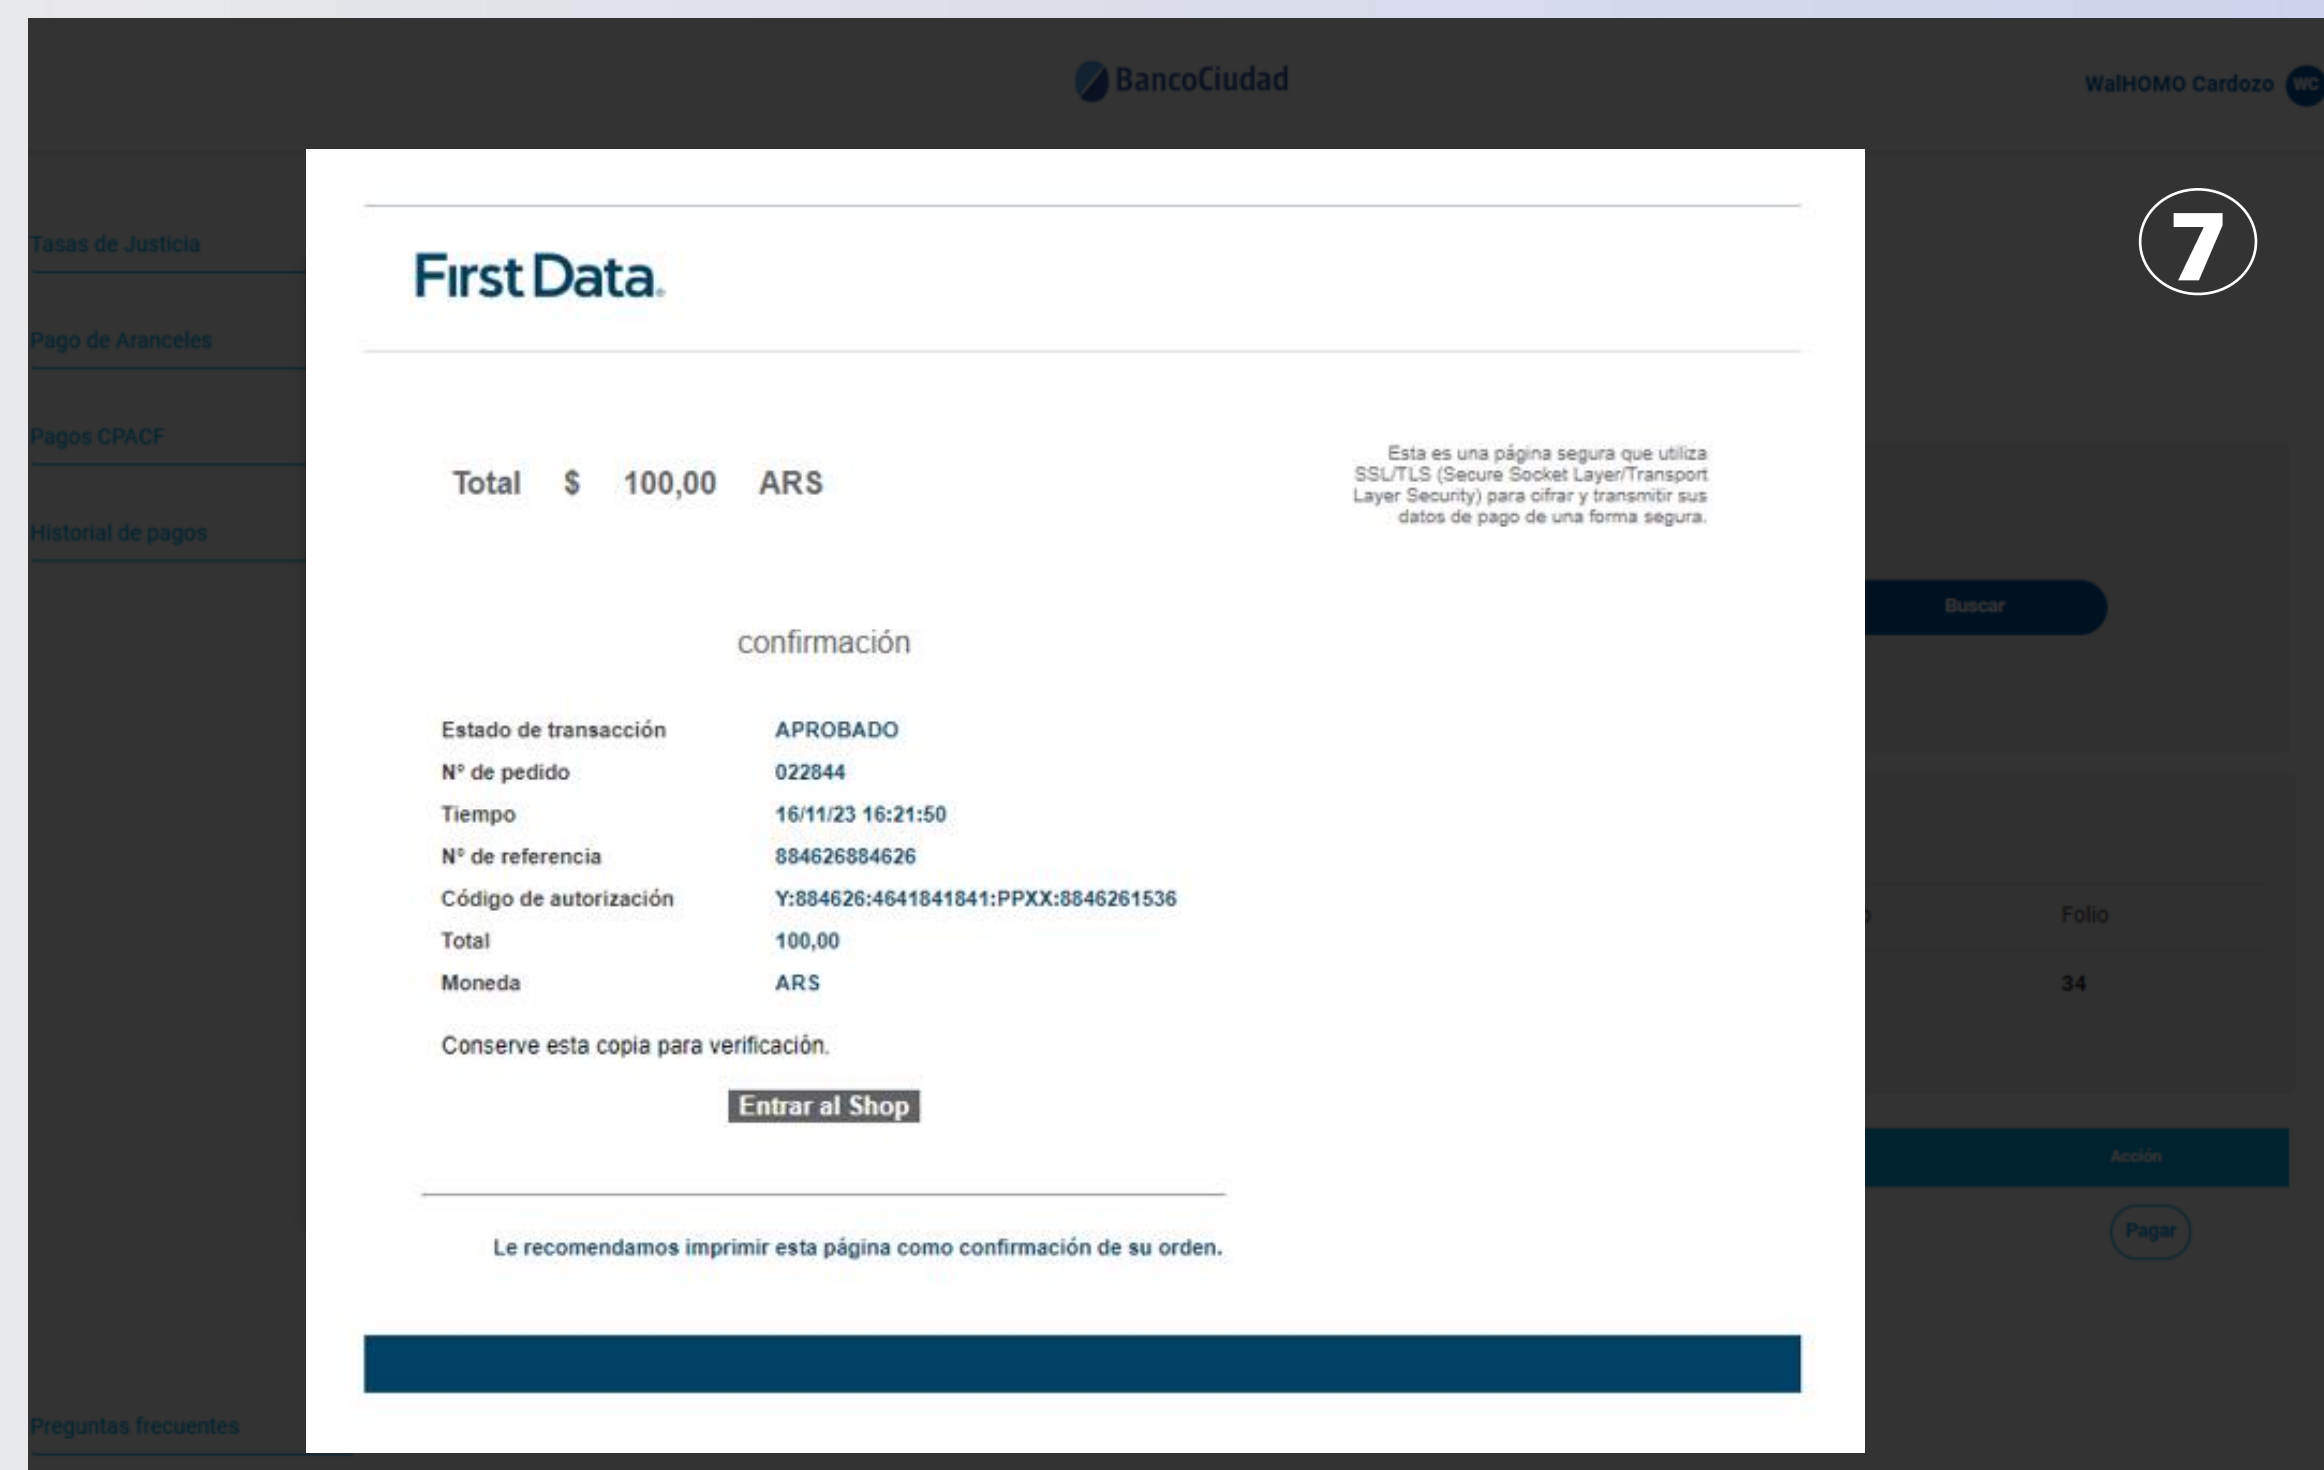 BancoCiudad
WalHOMO Cardozo WC
7
Tasas de Justicia
Pago de Aranceles
Pagos CPACF
Historial de pagos
Preguntas frecuentes
First Data.
Total $ 100,00 ARS
Esta es una página segura que utiliza
SSL/TLS (Secure Socket Layer/Transport
Layer Security) para cifrar y transmitir sus
datos de pago de una forma segura.
confirmación
Estado de transacción APROBADO
Nº de pedido 022844
Tiempo 16/11/23 16:21:50
Nº de referencia 884626884626
Código de autorización Y:884626:4641841841:PPXX:8846261536
Total 100,00
Moneda ARS
Conserve esta copia para verificación.
Entrar al Shop
Le recomendamos imprimir esta página como confirmación de su orden.
Buscar
Folio
34
Acción
Pagar